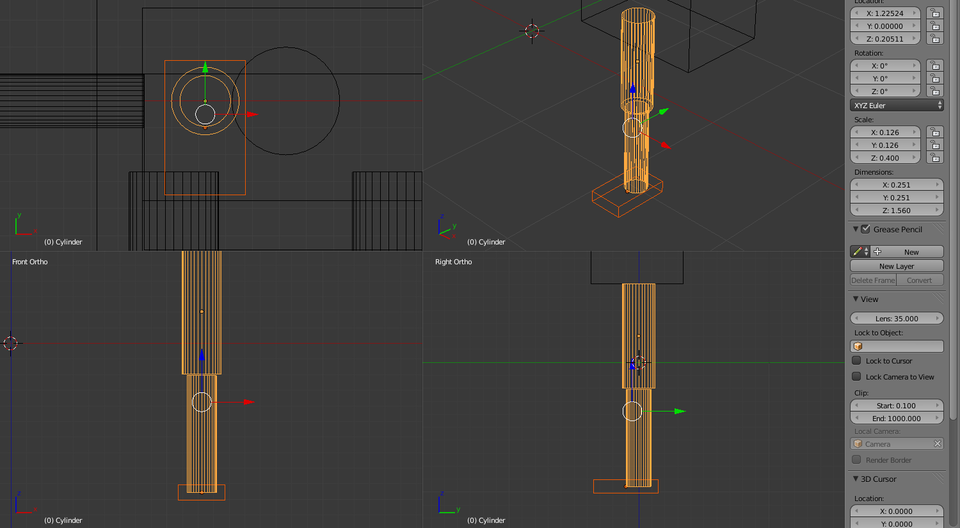 (0) Cylinder
(0) Cylinder
Front Ortho
(0) Cylinder
Right Ortho
(0) Cylinder
Location:
X: 1.22524
Y: 0.00000
Z: 0.20511
Rotation:
X: 0°
Y: 0°
Z: 0°
XYZ Euler
Scale:
X: 0.126
Y: 0.126
Z: 0.400
Dimensions:
X: 0.251
Y: 0.251
Z: 1.560
Grease Pencil
New
New Layer
Delete Frame Convert
View
Lens: 35.000
Lock to Object:
Lock to Cursor
Lock Camera to View
Clip:
Start: 0.100
End: 1000.000
Local Camera:
Camera
Render Border
3D Cursor
Location:
X: 0.0000
Y: 0.0000